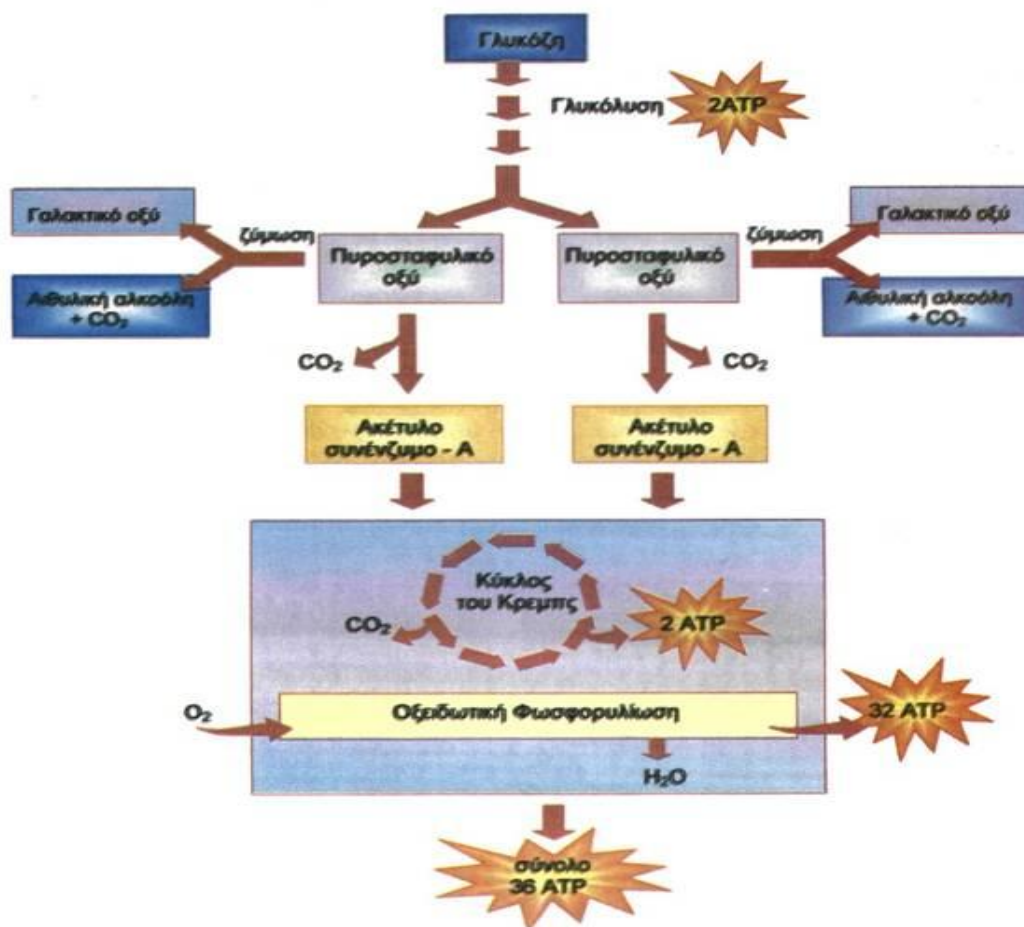 Γλυκόζη
Γλυκόλυση
2ATP
Γαλακτικό οξύ
ζύμωση
Αιθυλική αλκοόλη
+ CO₂
Πυροσταφυλικό
οξύ
Πυροσταφυλικό
οξύ
ζύμωση
Γαλακτικό οξύ
Αιθυλική αλκοόλη
+ CO₂
CO₂
CO₂
Ακέτυλο
συνένζυμο - Α
Ακέτυλο
συνένζυμο - Α
Κύκλος
του Κρεμπς
CO₂
2 ATP
O₂
Οξειδωτική Φωσφορυλίωση
32 ATP
H₂O
σύνολο
36 ATP